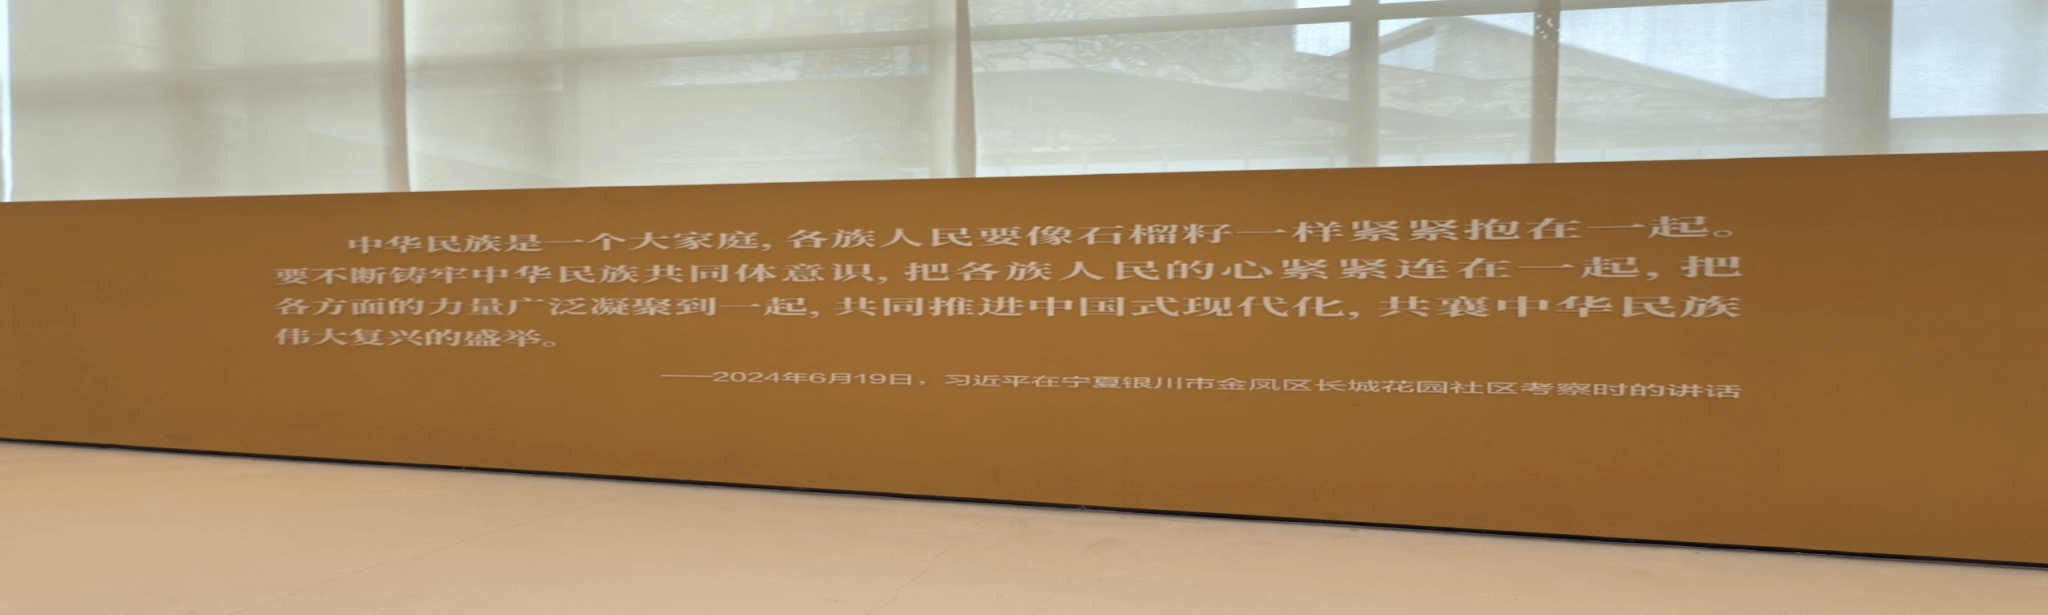 中华民族是一个大家庭，各族人民要像石榴籽一样紧紧抱在一起。
要不断铸牢中华民族共同体意识，把各族人民的心紧紧连在一起，把
各方面的力量广泛凝聚到一起，共同推进中国式现代化，共襄中华民族
伟大复兴的盛举。
——2024年6月19日，习近平在宁夏银川市金凤区长城花园社区考察时的讲话